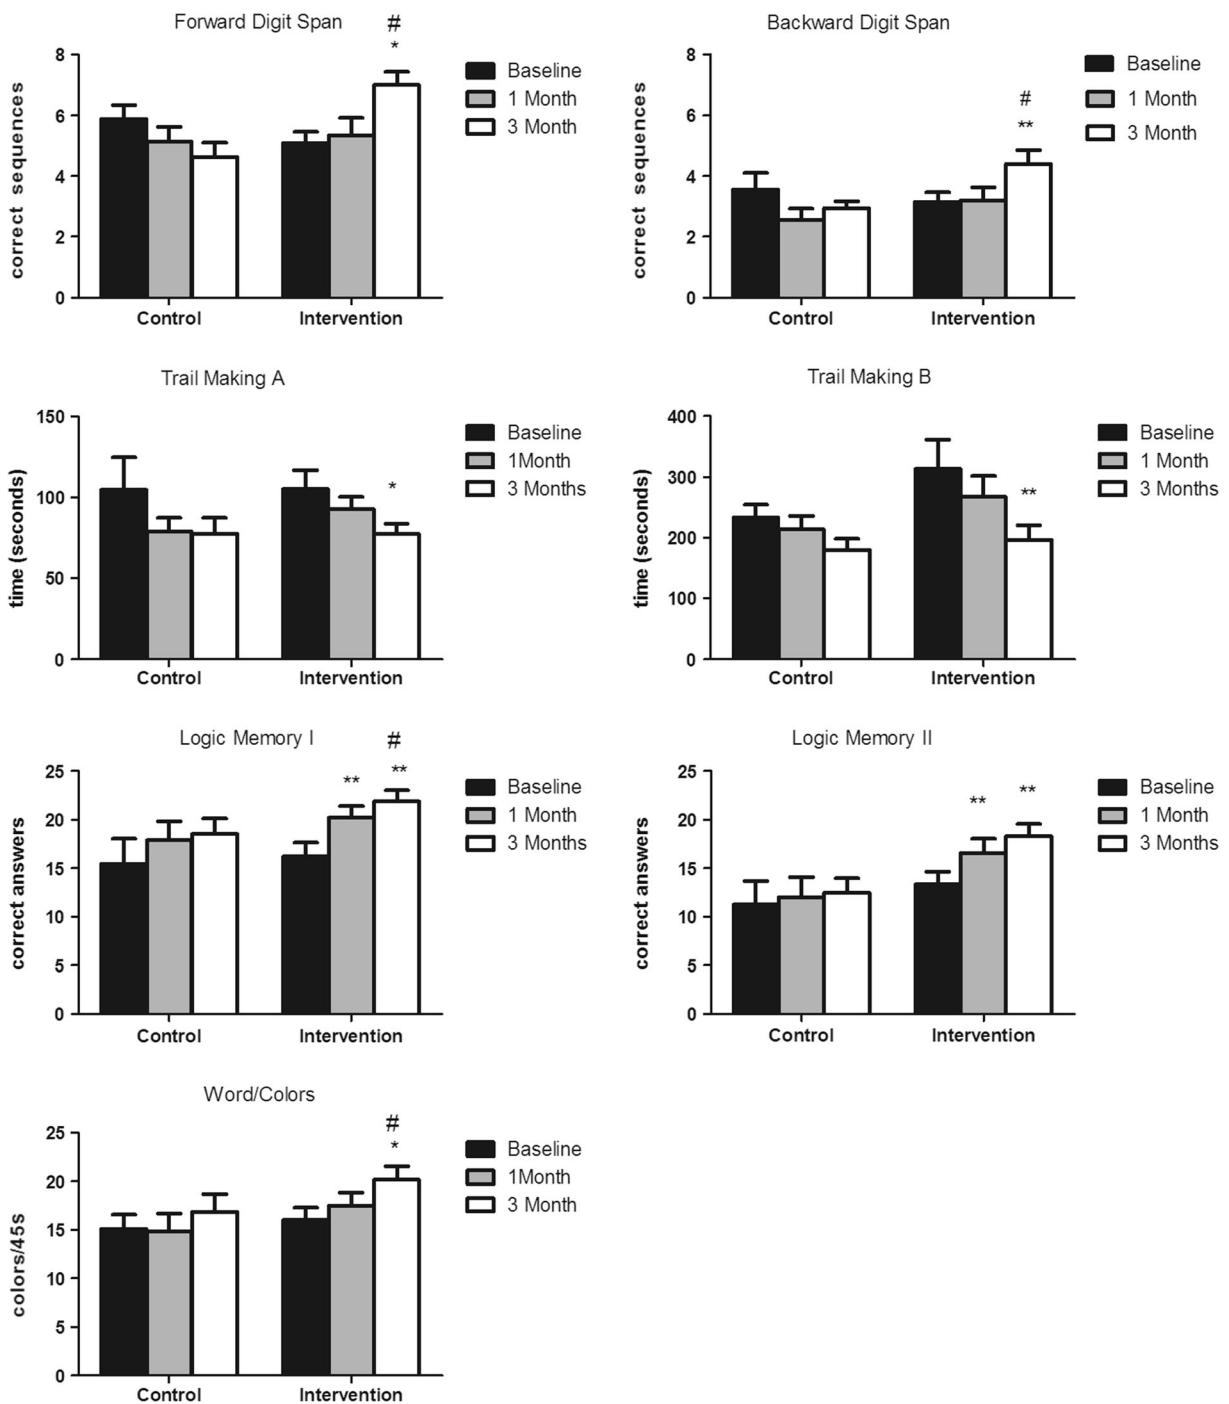 Forward Digit Span
#
*
8
6
4
2
0
correct sequences
Control
Intervention
Baseline
1 Month
3 Month
Backward Digit Span
#
**
8
6
4
2
0
correct sequences
Control
Intervention
Baseline
1 Month
3 Month
Trail Making A
*
150
100
50
0
time (seconds)
Control
Intervention
Baseline
1Month
3 Months
Trail Making B
**
400
300
200
100
0
time (seconds)
Control
Intervention
Baseline
1 Month
3 Months
Logic Memory I
#
**
**
25
20
15
10
5
0
correct answers
Control
Intervention
Baseline
1 Month
3 Months
Logic Memory II
**
**
25
20
15
10
5
0
correct answers
Control
Intervention
Baseline
1 Month
3 Months
Word/Colors
#
*
25
20
15
10
5
0
colors/45s
Control
Intervention
Baseline
1Month
3 Month